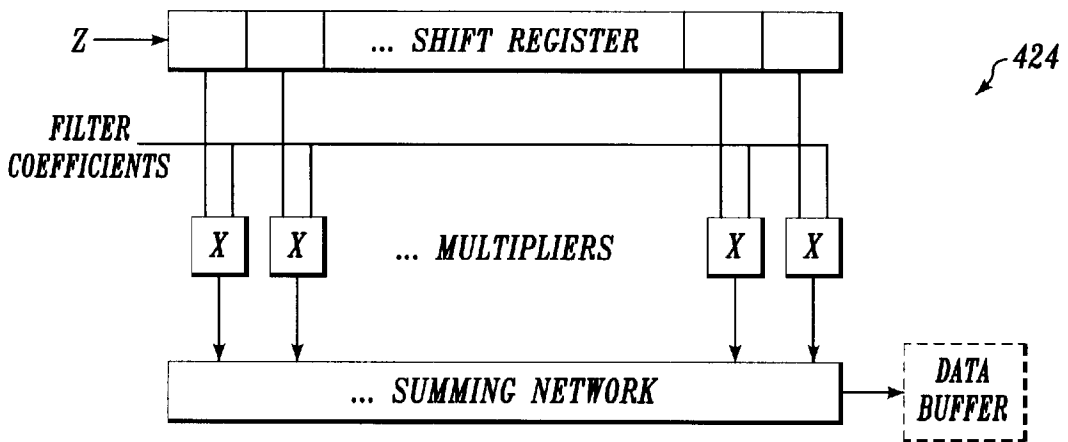 Z
... SHIFT REGISTER
424
FILTER
COEFFICIENTS
X
X
... MULTIPLIERS
X
X
... SUMMING NETWORK
DATA
BUFFER